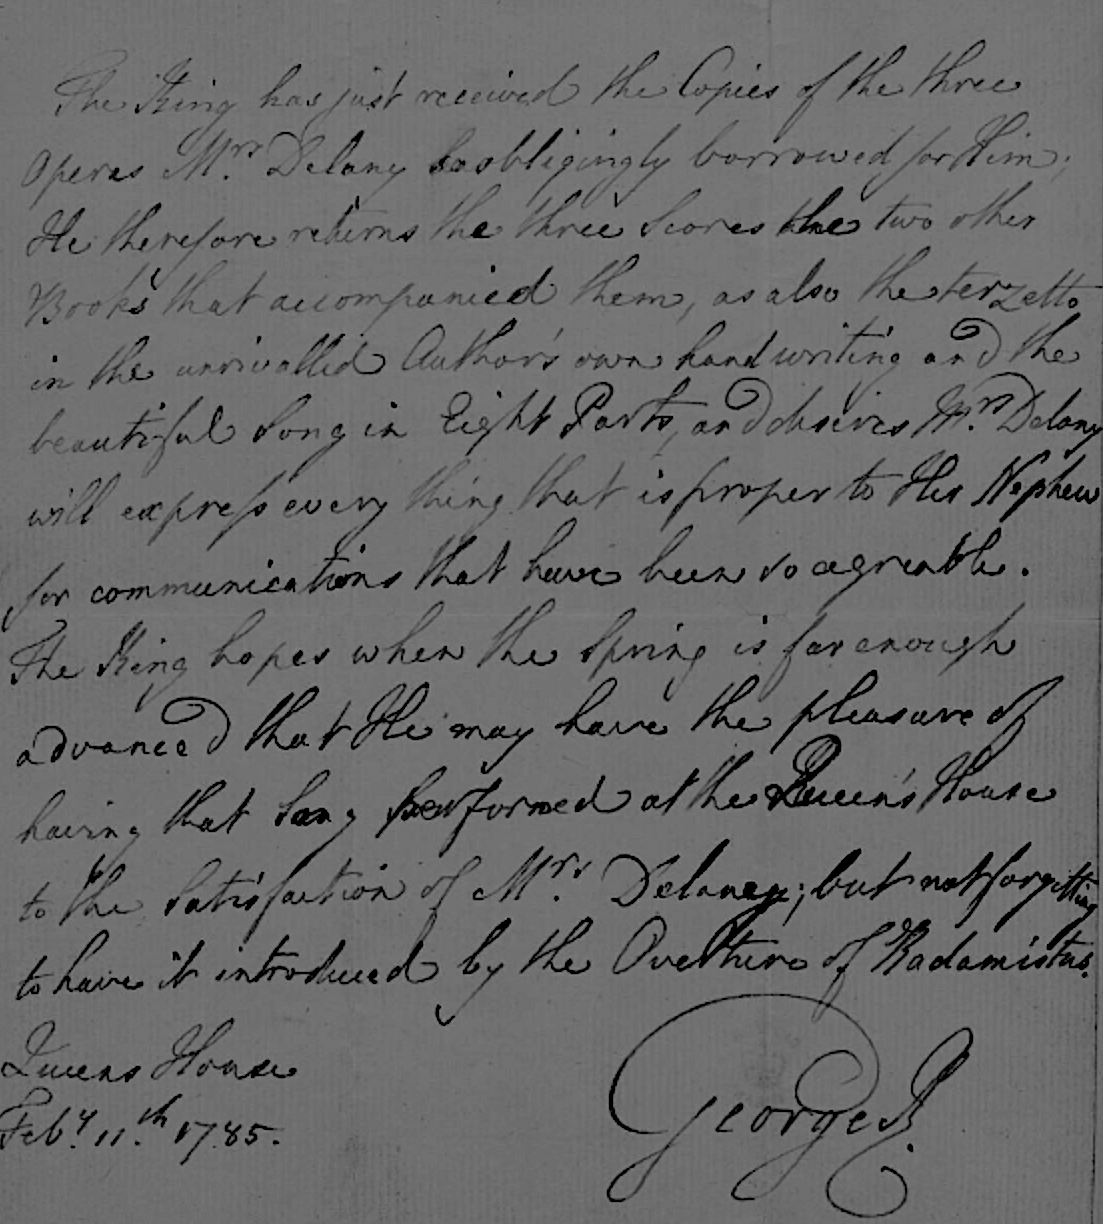 The King has just received the Copies of the three
Operas Mrs. Delany so obligingly borrowed for Him;
He therefore returns the three Scores the two other
Books that accompanied them, as also the terzetto
in the unrivalled Author's own hand writing and the
beautiful Song in Eight Parts, and desires Mrs. Delany
will express every thing that is proper to Her Nephew
for communications that have been so agreable.
The King hopes when the Spring is far enough
advanced that He may have the pleasure of
having that Song performed at the Queen's House
to the satisfaction of Mrs. Delaney; but not forgetting
to have it introduced by the Overture of Radamistus.
Queens House
Feby. 11.th 1785.
George R.